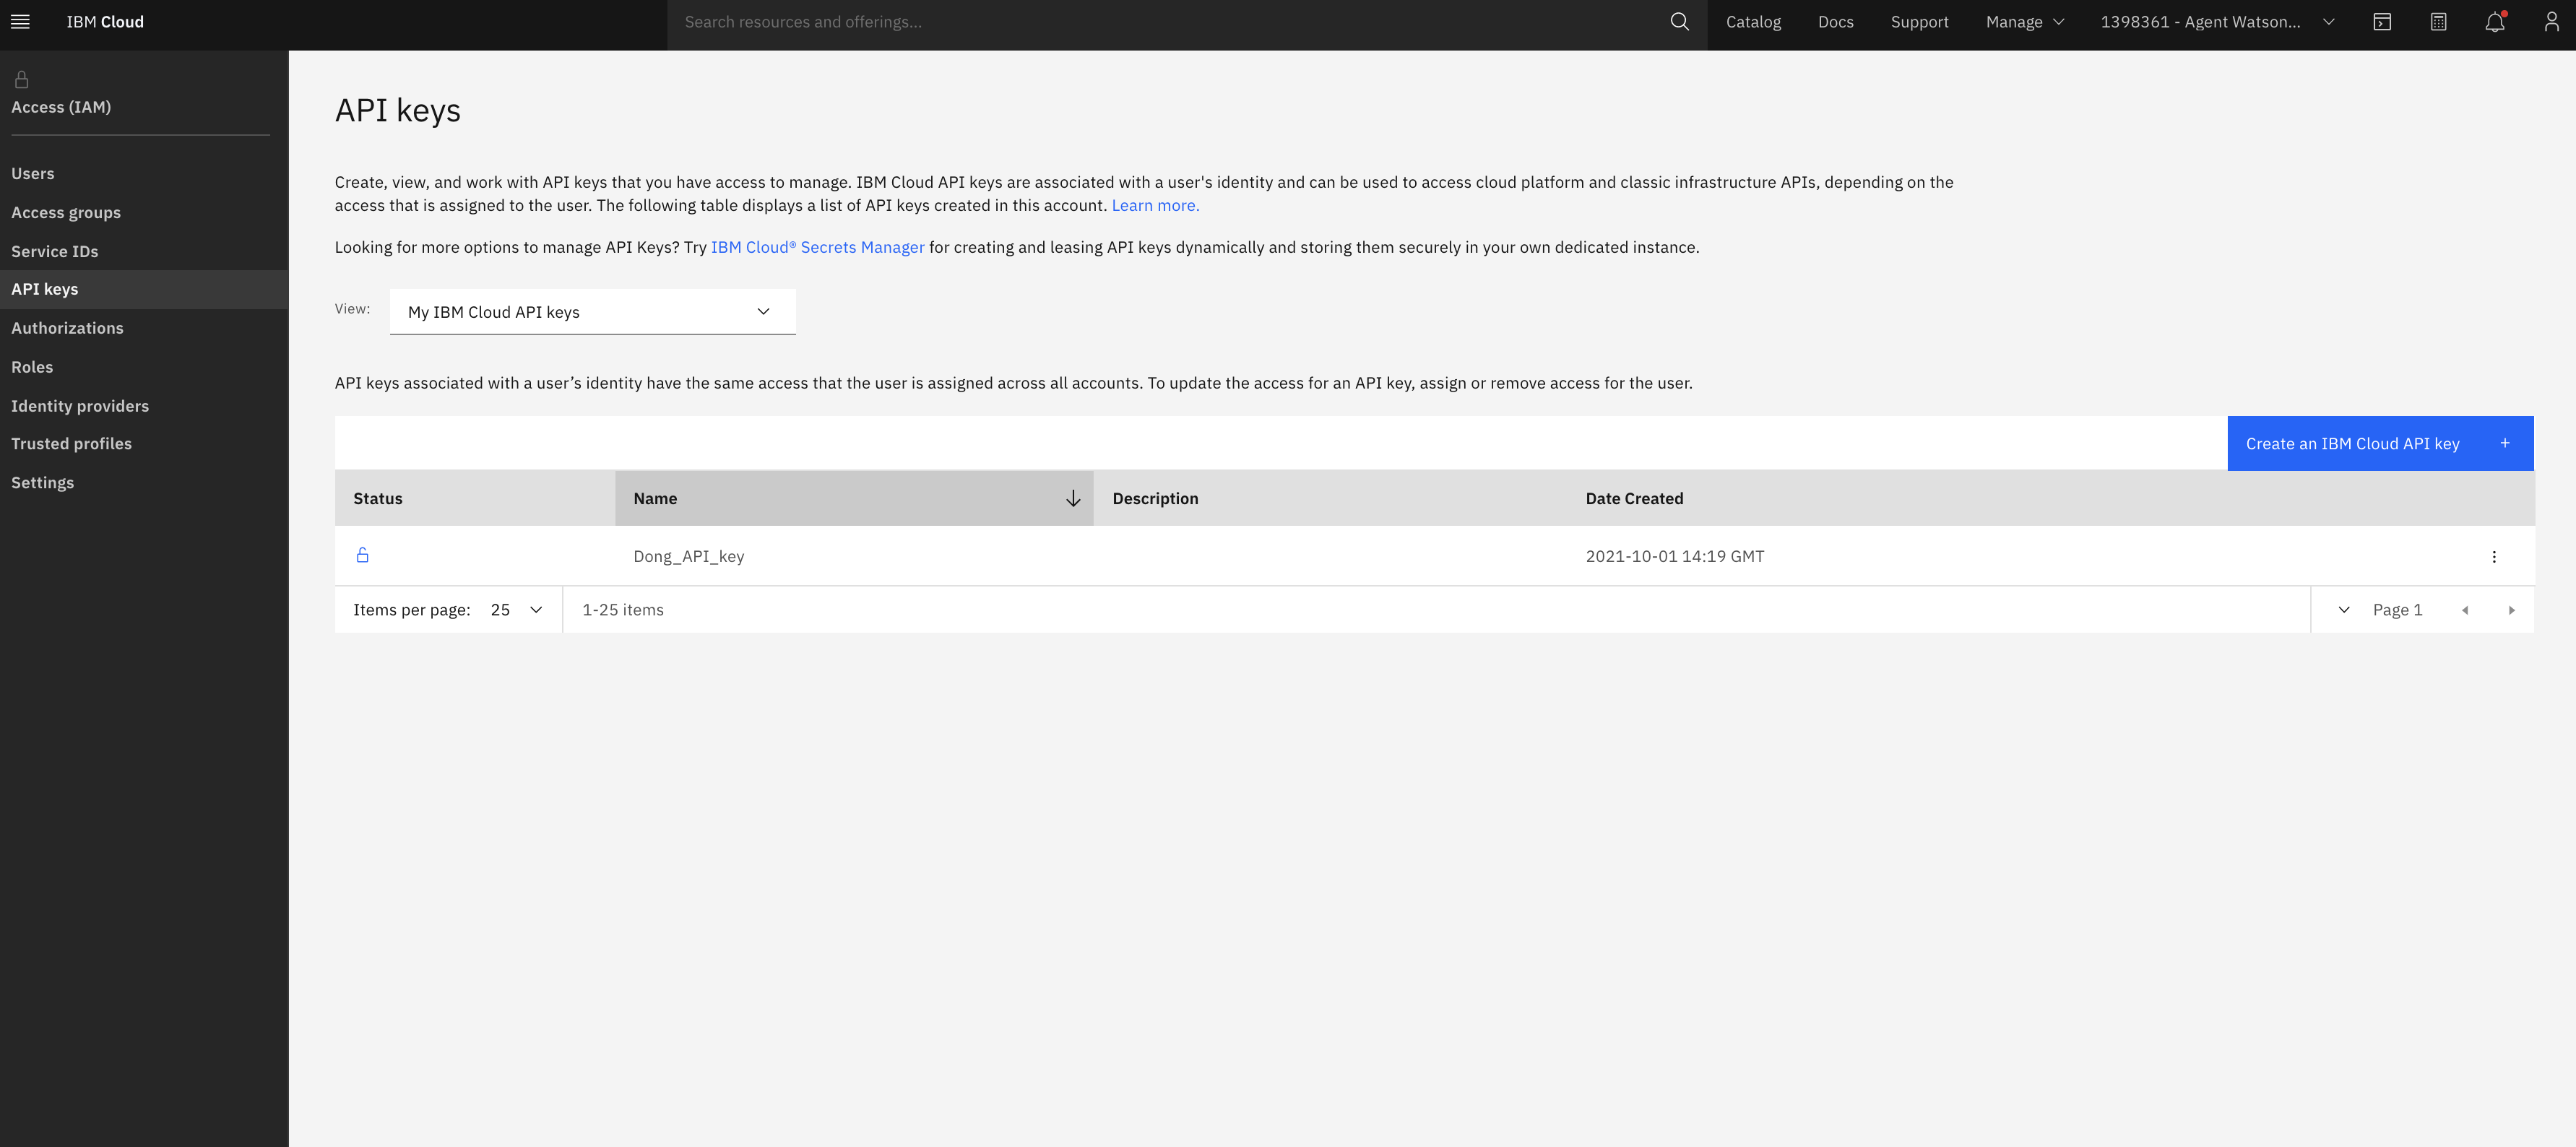 IBM Cloud
Search resources and offerings...
Catalog
Docs
Support
Manage
1398361 - Agent Watson...
Access (IAM)
Users
Access groups
Service IDs
API keys
Authorizations
Roles
Identity providers
Trusted profiles
Settings
API keys
Create, view, and work with API keys that you have access to manage. IBM Cloud API keys are associated with a user's identity and can be used to access cloud platform and classic infrastructure APIs, depending on the
access that is assigned to the user. The following table displays a list of API keys created in this account. Learn more.
Looking for more options to manage API Keys? Try IBM Cloud® Secrets Manager for creating and leasing API keys dynamically and storing them securely in your own dedicated instance.
View:
My IBM Cloud API keys
API keys associated with a user’s identity have the same access that the user is assigned across all accounts. To update the access for an API key, assign or remove access for the user.
Create an IBM Cloud API key +
Status Name Description Date Created
Dong_API_key 2021-10-01 14:19 GMT
Items per page: 25 1-25 items Page 1